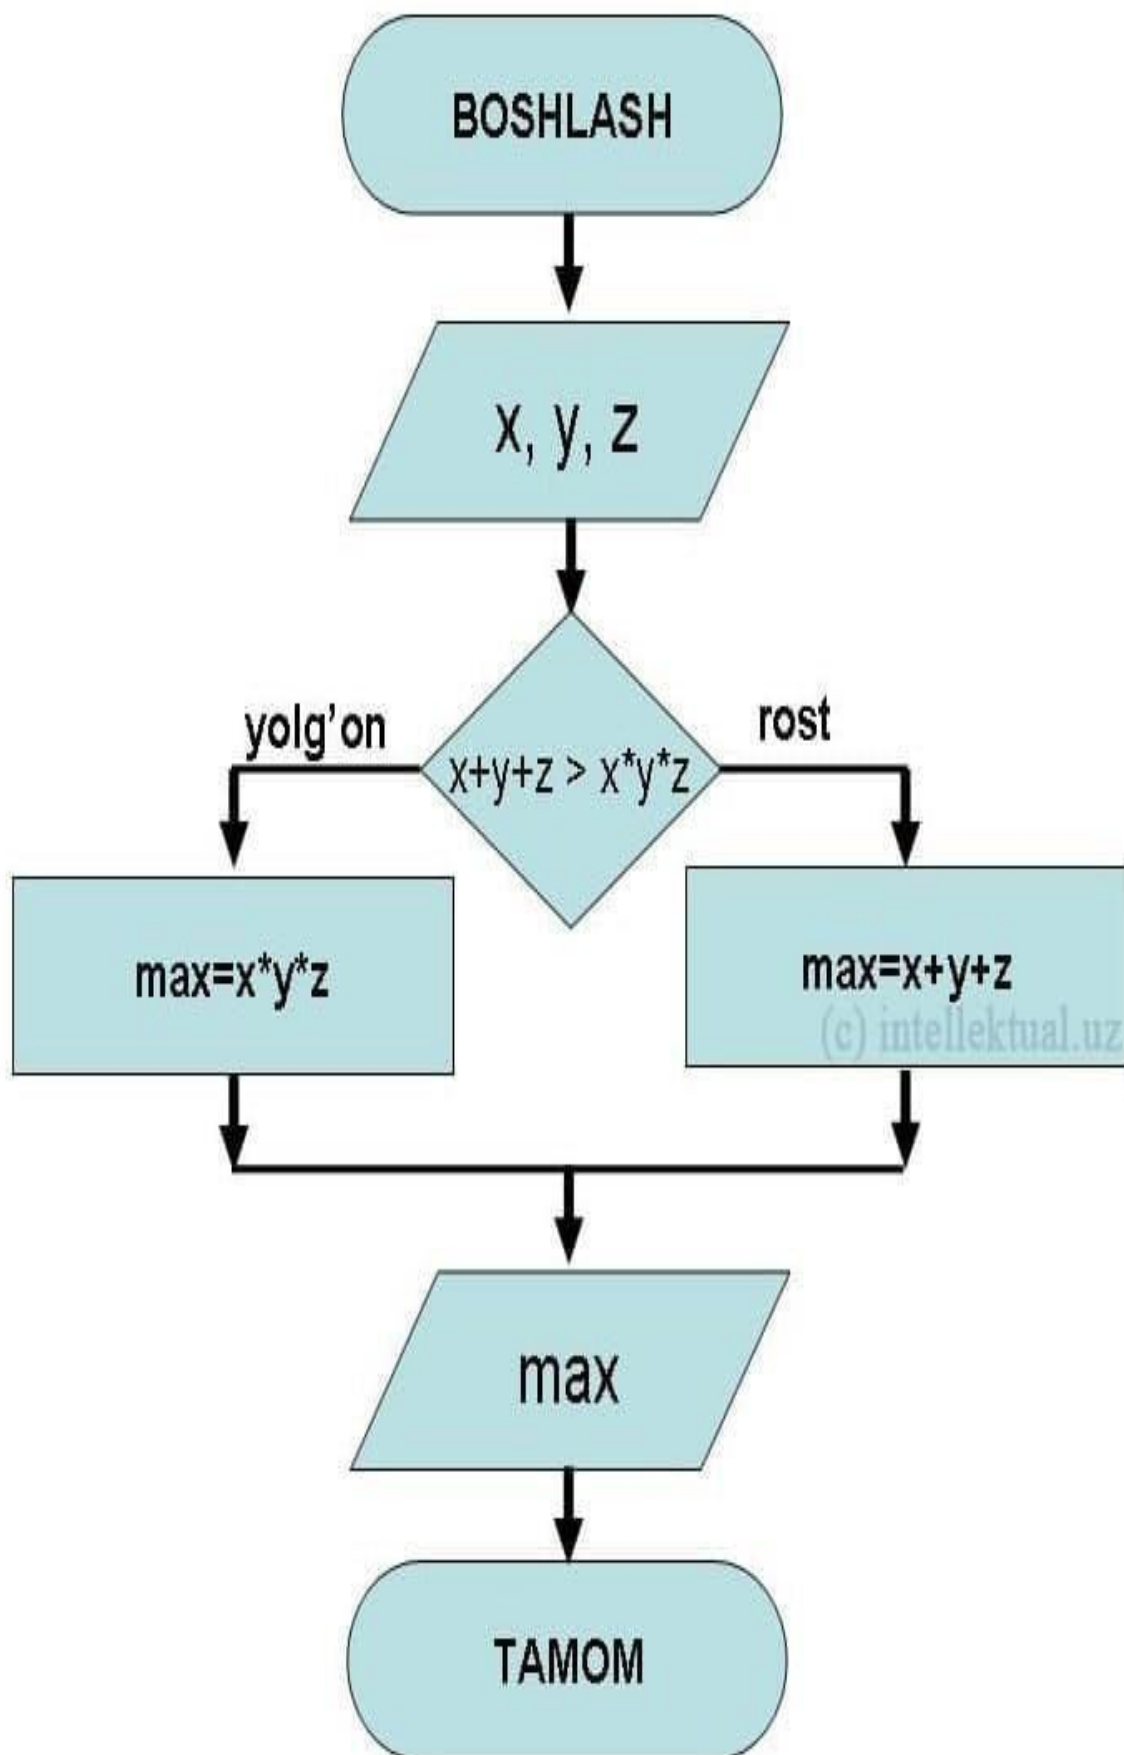 BOSHLASH
x, y, z
yolg'on
rost
x+y+z > x*y*z
max=x*y*z
max=x+y+z
(c) intellektual.uz
max
TAMOM